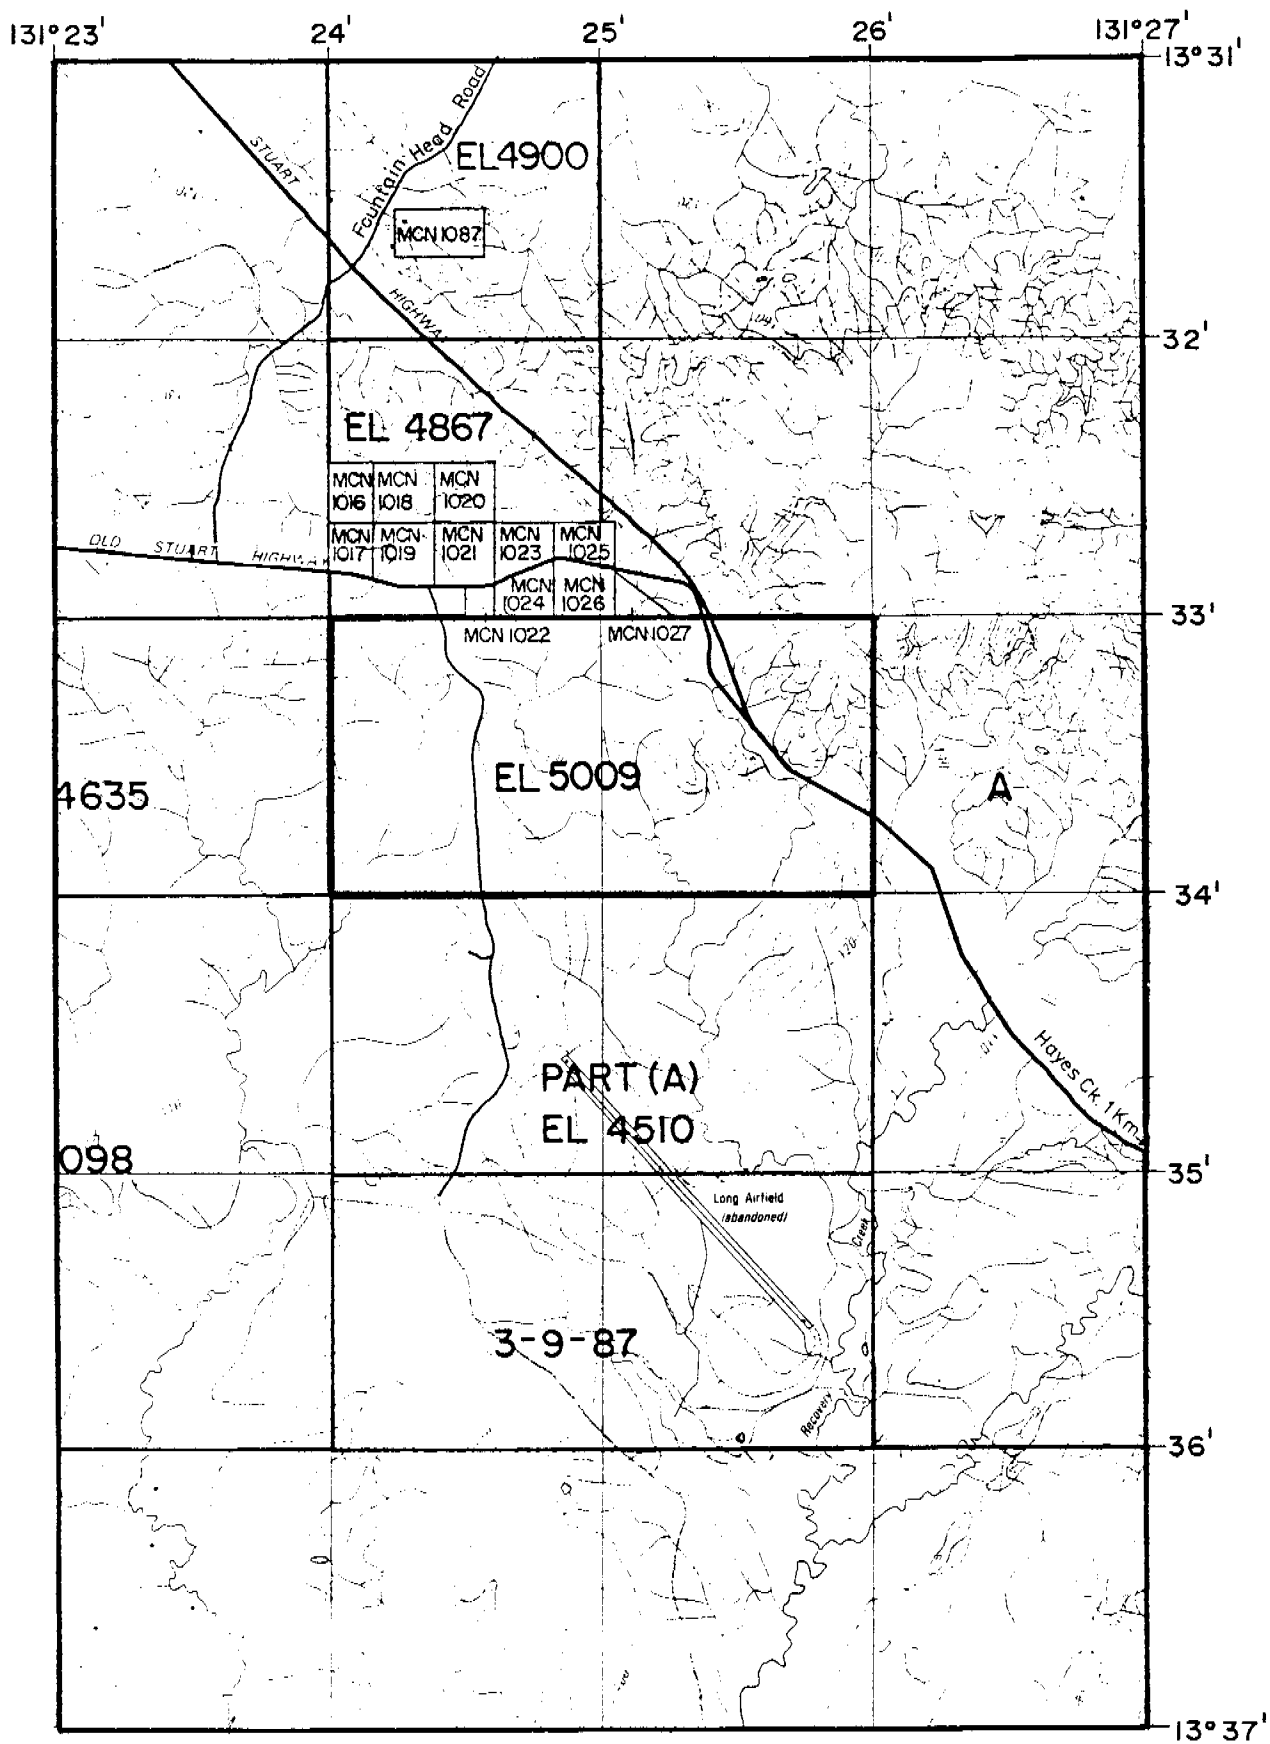 131°23' 24' 25' 26' 131°27'
13°31'
Fountain Head Road
STUART
EL4900
MCN 1087
HIGHWA
32'
EL 4867
MCN MCN MCN
1016 1018 1020
MCN MCN MCN MCN MCN
1017 1019 1021 1023 1025
OLD STUART HIGHWAY
MCN MCN
1024 1026
33'
MCN 1022 MCN 1027
EL 5009
4635
A
34'
120
Hayes Ck. 1Km.
PART (A)
EL 4510
098
35'
Long Airfield
(abandoned)
Creek
3-9-87
Recovery
36'
13°37'